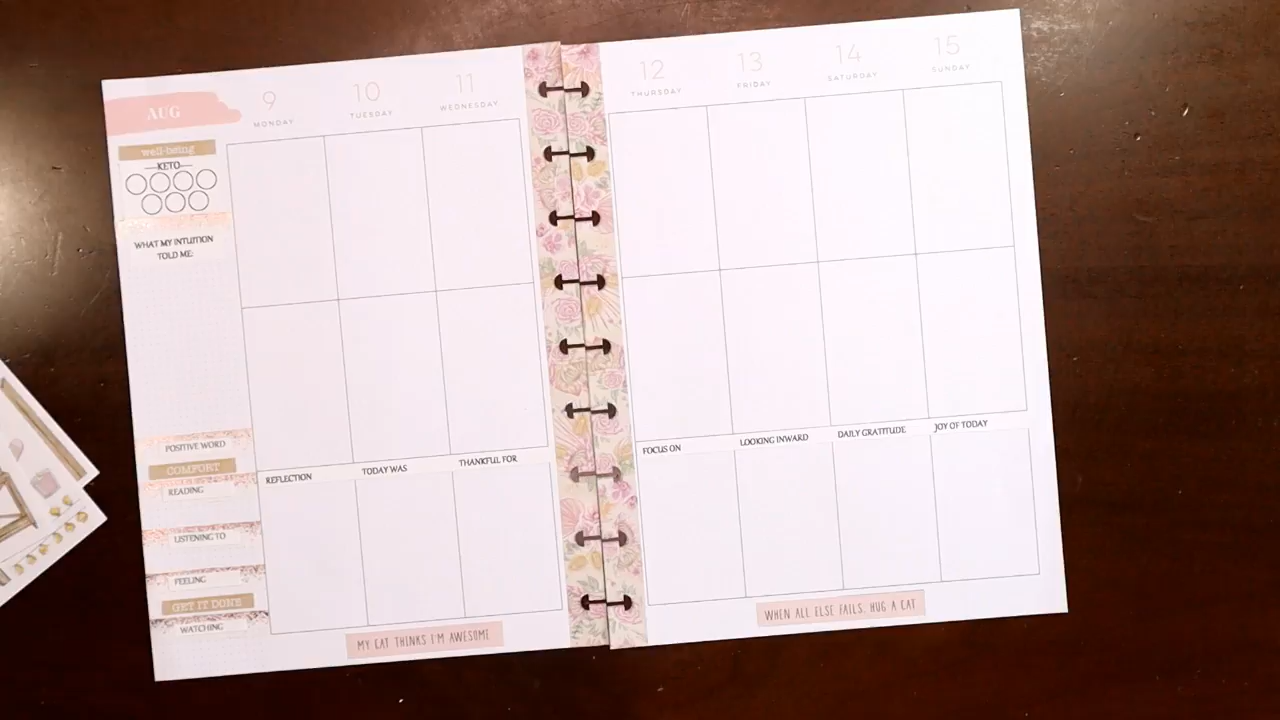 AUG
9
MONDAY
10
TUESDAY
11
WEDNESDAY
12
THURSDAY
13
FRIDAY
14
SATURDAY
15
SUNDAY
well-being
KETO
WHAT MY INTUITION
TOLD ME:
POSITIVE WORD
COMFORT
READING
LISTENING TO
FEELING
GET IT DONE
WATCHING
REFLECTION
TODAY WAS
THANKFUL FOR
FOCUS ON
LOOKING INWARD
DAILY GRATITUDE
JOY OF TODAY
MY CAT THINKS I'M AWESOME
WHEN ALL ELSE FAILS, HUG A CAT